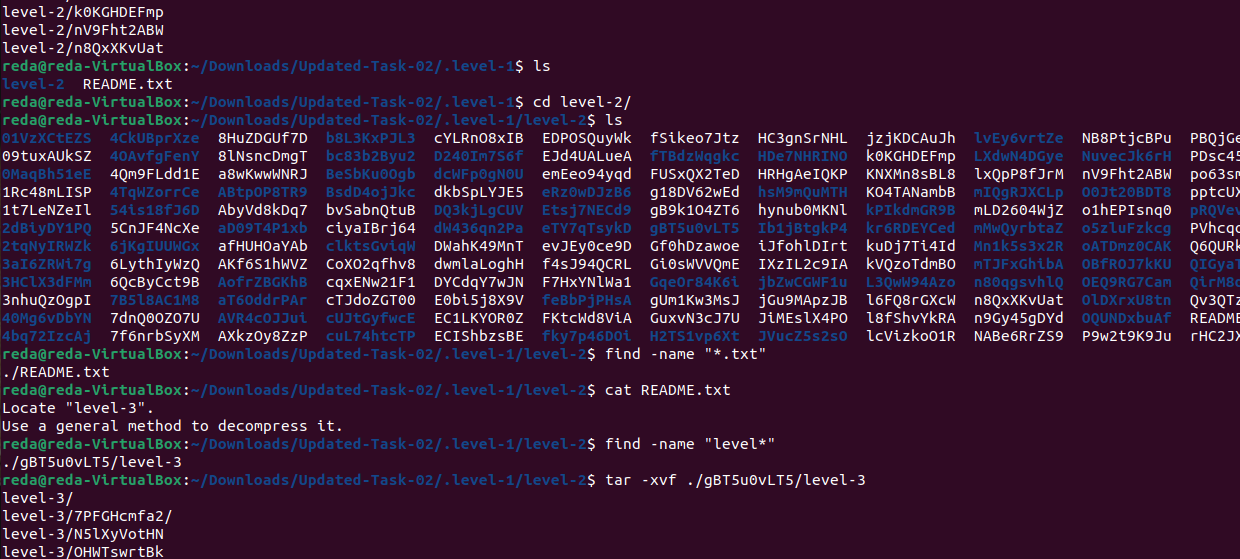 level-2/k0KGHDEFmp
level-2/nV9Fht2ABW
level-2/n8QxXKvUat
reda@reda-VirtualBox:~/Downloads/Updated-Task-02/.level-1$ ls
level-2  README.txt
reda@reda-VirtualBox:~/Downloads/Updated-Task-02/.level-1$ cd level-2/
reda@reda-VirtualBox:~/Downloads/Updated-Task-02/.level-1/level-2$ ls
01VzXCtEZS  4CkUBprXze  8HuZDGUf7D  b8L3KxPJL3  cYLRnO8xIB  EDPOSQuyWk  fSikeo7Jtz  HC3gnSrNHL  jzjKDCAuJh  lvEy6vrtZe  NB8PtjcBPu  PBQjGe
09tuxAUkSZ  4OAvfgFenY  8lNsncDmgT  bc83b2Byu2  D240Im7S6f  EJd4UALueA  fTBdzWqgkc  HDe7NHRINO  k0KGHDEFmp  LXdwN4DGye  NuvecJk6rH  PDsc45
0MaqBh51eE  4Qm9FLdd1E  a8wKwwWNRJ  BeSbKu0Ogb  dcWFp0gN0U  emEeo94yqd  FUSxQX2TeD  HRHgAeIQKP  KNXMn8sBL8  lxQpP8fJrM  nV9Fht2ABW  po63sm
1Rc48mLISP  4TqWZorrCe  ABtpOP8TR9  BsdD4ojJkc  dkbSpLYJE5  eRz0wDJzB6  g18DV62wEd  hsM9mQuMTH  KO4TANambB  mIQgRJXCLp  O0Jt20BDT8  pptcUX
1t7LeNZeIl  54is18fJ6D  AbyVd8kDq7  bvSabnQtuB  DQ3kjLgCUV  Etsj7NECd9  gB9k1O4ZT6  hynub0MKNl  kPIkdmGR9B  mLD2604WjZ  o1hEPIsnq0  pRQVev
2dBiyDY1PQ  5CnJF4NcXe  aD09T4P1xb  ciyaIBrj64  dW436qn2Pa  eTY7qTsykD  gBT5u0vLT5  Ib1jBtgkP4  kr6RDEYCed  mMwQyrbtaZ  o5zluFzkcg  PVhcqc
2tqNyIRWZk  6jKgIUUWGx  afHUHOaYAb  clktsGviqW  DWahK49MnT  evJEy0ce9D  Gf0hDzawoe  iJfohlDIrt  kuDj7Ti4Id  Mn1k5s3x2R  oATDmz0CAK  Q6QURk
3aI6ZRWi7g  6LythIyWzQ  AKf6S1hWVZ  CoXO2qfhv8  dwmlaLoghH  f4sJ94QCRL  Gi0sWVVQmE  IXzIL2c9IA  kVQzoTdmBO  mTJFxGhibA  OBfROJ7kKU  QIGyaT
3HClX3dFMm  6QcByCct9B  AofrZBGKhB  cqxENw21F1  DYCdqY7wJN  F7HxYNlWa1  GqeOr84K6i  jbZwCGWF1u  L3QwW94Azo  n80qgsvhlQ  OEQ9RG7Cam  QirM8d
3nhuQzOgpI  7B5l8AC1M8  aT6OddrPAr  cTJdoZGT00  E0bi5j8X9V  feBbPjPHsA  gUm1Kw3MsJ  jGu9MApzJB  l6FQ8rGXcW  n8QxXKvUat  OlDXrxU8tn  Qv3QTz
40Mg6vDbYN  7dnQ0OZO7U  AVR4cOJJui  cUJtGyfwcE  EC1LKYOR0Z  FKtcWd8ViA  GuxvN3cJ7U  JiMEslX4PO  l8fShvYkRA  n9Gy45gDYd  OQUNDxbuAf  README
4bq72IzcAj  7f6nrbSyXM  AXkzOy8ZzP  cuL74htcTP  ECIShbzsBE  fky7p46DOi  H2TS1vp6Xt  JVucZ5s2sO  lcVizkoO1R  NABe6RrZS9  P9w2t9K9Ju  rHC2JX
reda@reda-VirtualBox:~/Downloads/Updated-Task-02/.level-1/level-2$ find -name "*.txt"
./README.txt
reda@reda-VirtualBox:~/Downloads/Updated-Task-02/.level-1/level-2$ cat README.txt
Locate "level-3".
Use a general method to decompress it.
reda@reda-VirtualBox:~/Downloads/Updated-Task-02/.level-1/level-2$ find -name "level*"
./gBT5u0vLT5/level-3
reda@reda-VirtualBox:~/Downloads/Updated-Task-02/.level-1/level-2$ tar -xvf ./gBT5u0vLT5/level-3
level-3/
level-3/7PFGHcmfa2/
level-3/N5lXyVotHN
level-3/OHWTswrtBk